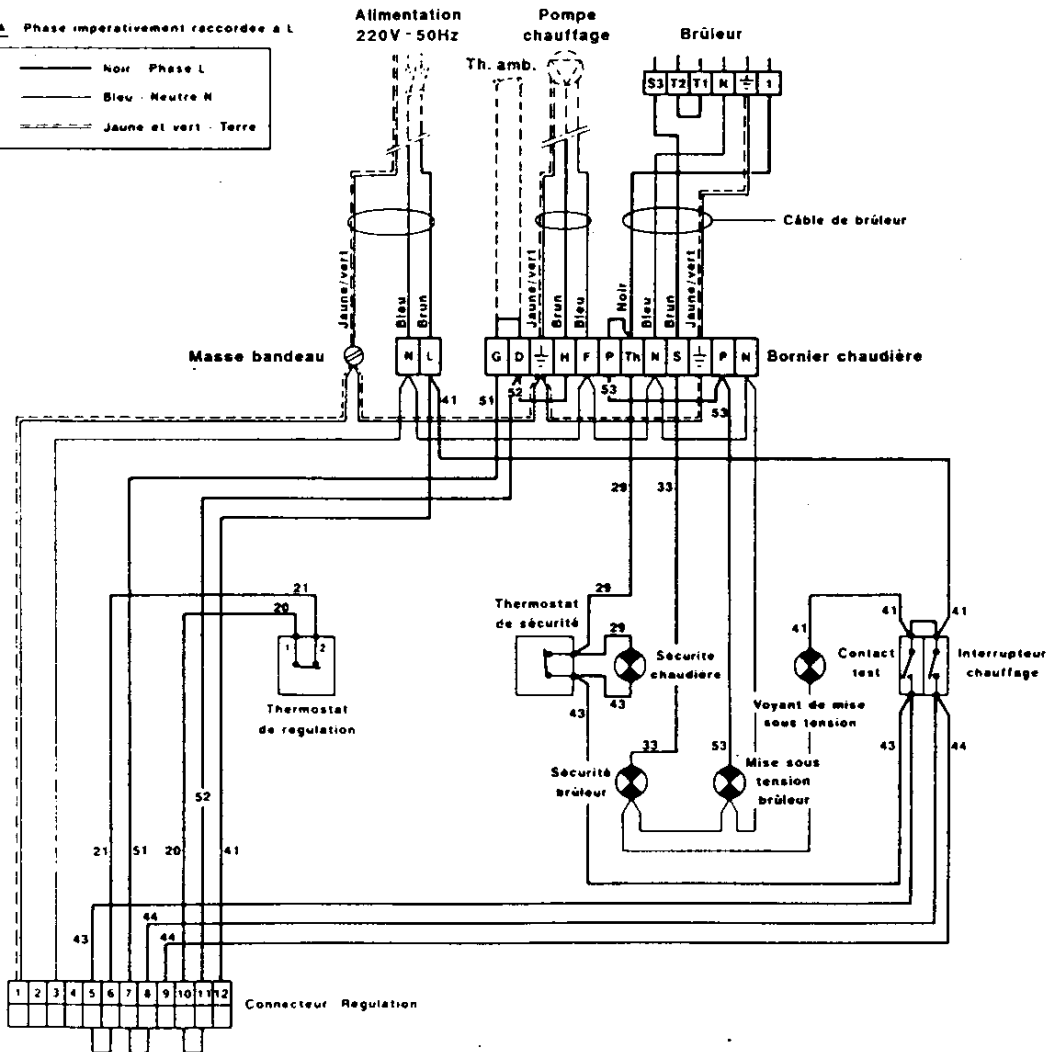 Phase impérativement raccordée à L
Noir - Phase L
Bleu - Neutre N
Jaune et vert - Terre
Alimentation
220V - 50Hz
Pompe
chauffage
Th. amb.
Brûleur
S3 T2 T1 N 1
Câble de brûleur
Jaune/vert
Bleu
Brun
Jaune/vert
Brun
Bleu
Noir
Bleu
Brun
Jaune/vert
Masse bandeau
N L
G D H F P Th N S P N
Bornier chaudière
41
51
52
53
53
29
33
21
20
1 2
Thermostat
de regulation
29
Thermostat
de sécurité
29
43
43
Sécurite
chaudière
41
Voyant de mise
sous tension
41
41
Contact
test
Interrupteur
chauffage
43
44
33
Sécurité
brûleur
53
Mise sous
tension
brûleur
52
21
51
20
41
43
44
44
1 2 3 4 5 6 7 8 9 10 11 12
Connecteur Regulation